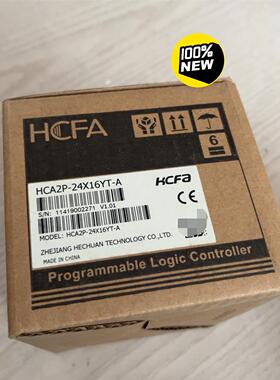 100%
NEW
HCFA
6
HCA2P-24X16YT-A
HCFA
S/N: 11419002271 V1.01
CE
MODEL: HCA2P-24X16YT-A
ZHEJIANG HECHUAN TECHNOLOGY CO.,LTD.
MADE IN CHINA
Programmable Logic Controller